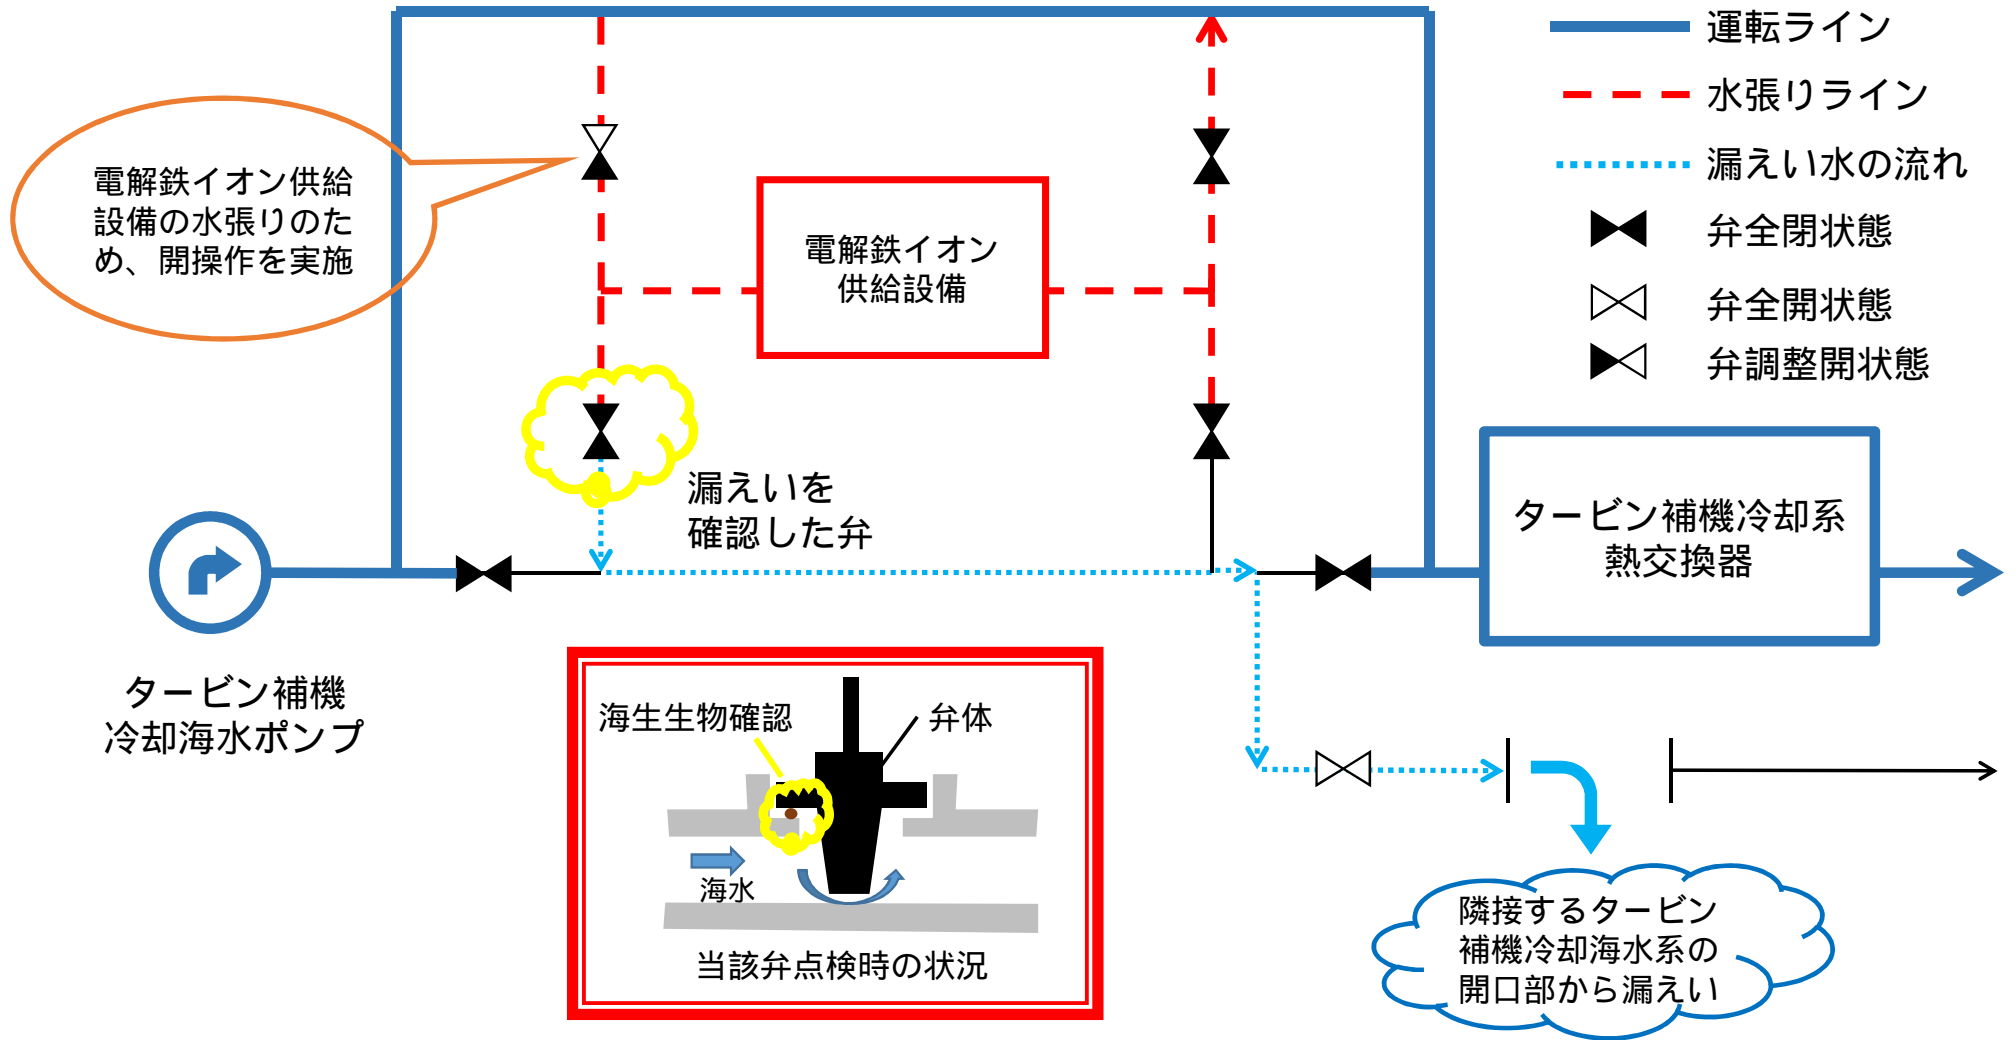 運転ライン
水張りライン
漏えい水の流れ
弁全閉状態
弁全開状態
弁調整開状態
電解鉄イオン供給
設備の水張りのた
め、開操作を実施
電解鉄イオン
供給設備
漏えいを
確認した弁
タービン補機冷却系
熱交換器
タービン補機
冷却海水ポンプ
海生生物確認
弁体
海水
当該弁点検時の状況
隣接するタービン
補機冷却海水系の
開口部から漏えい